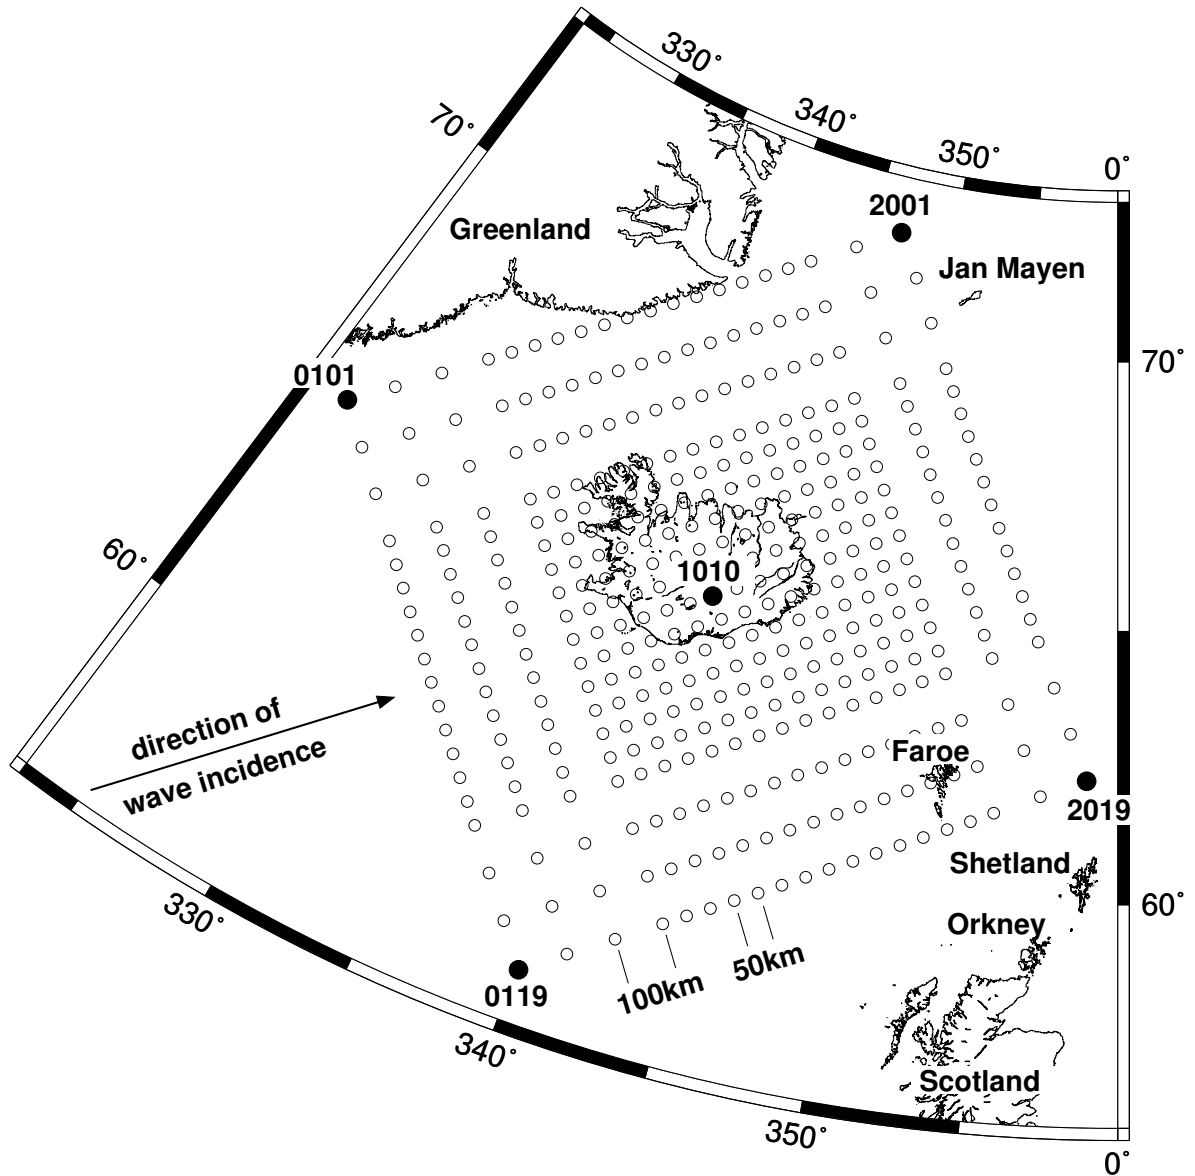 330°
340°
350°
0°
70°
2001
Greenland
Jan Mayen
70°
0101
60°
1010
direction of
wave incidence
Faroe
2019
Shetland
60°
330°
Orkney
50km
100km
0119
340°
Scotland
350°
0°